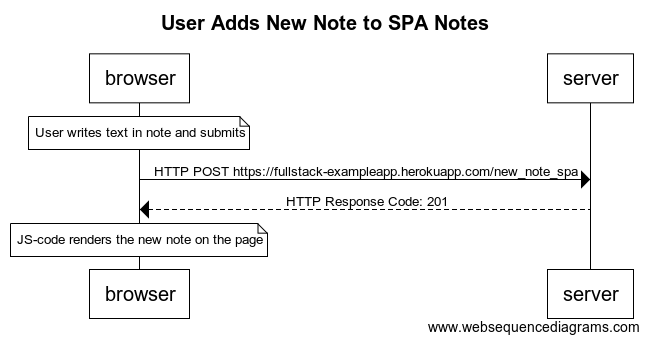 User Adds New Note to SPA Notes
browser
server
User writes text in note and submits
HTTP POST https://fullstack-exampleapp.herokuapp.com/new_note_spa
HTTP Response Code: 201
JS-code renders the new note on the page
browser
server
www.websequencediagrams.com